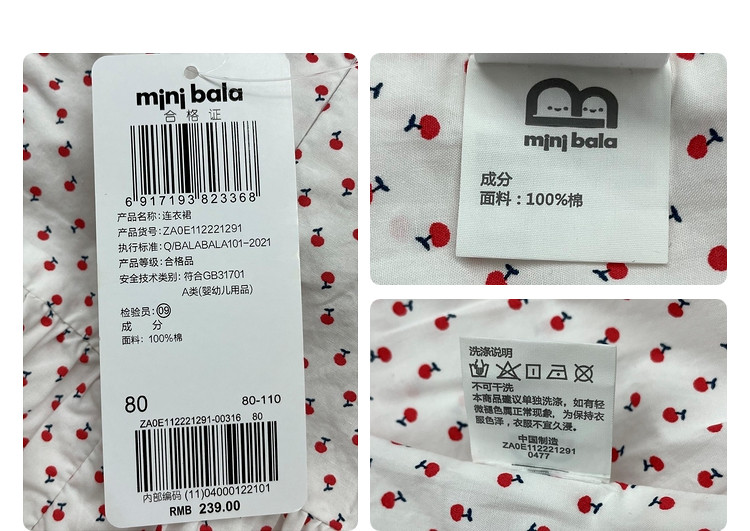 mini bala
合格证
6 917193 823368
产品名称: 连衣裙
产品货号: ZA0E112221291
执行标准: Q/BALABALA101-2021
产品等级: 合格品
安全技术类别: 符合GB31701
A类(婴幼儿用品)
检验员: 09
成 分
面料: 100%棉
80 80-110
ZA0E112221291-00316 80
内部编码 (11)04000122101
RMB 239.00
mini bala
成分
面料：100%棉
洗涤说明
不可干洗
本商品建议单独洗涤，如有轻
微褪色属正常现象，为保持衣
服色泽，衣服不宜久浸。
中国制造
ZA0E112221291
0477